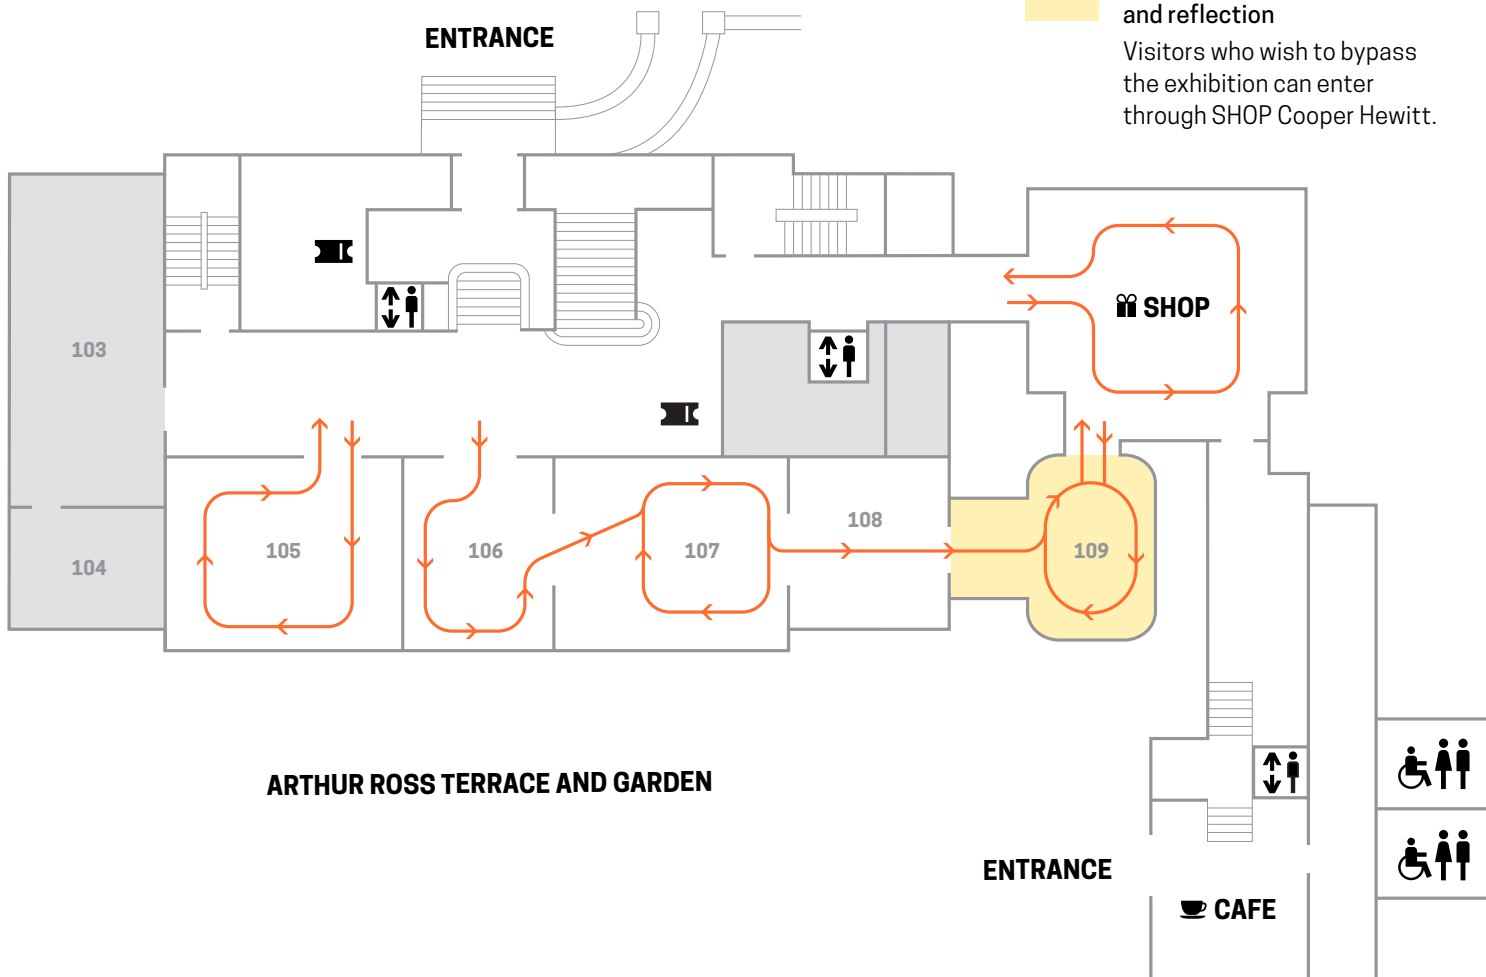 ENTRANCE
and reflection
Visitors who wish to bypass
the exhibition can enter
through SHOP Cooper Hewitt.
SHOP
103
104
105
106
107
108
109
ARTHUR ROSS TERRACE AND GARDEN
ENTRANCE
CAFE